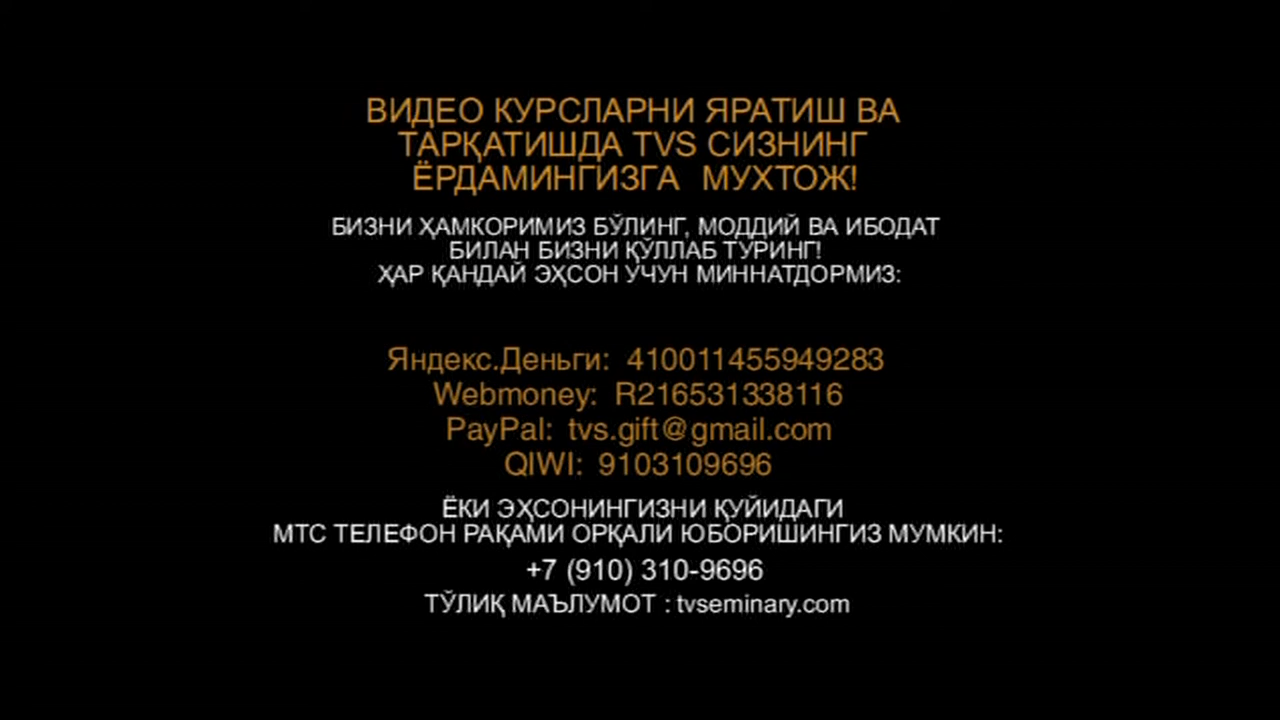 ВИДЕО КУРСЛАРНИ ЯРАТИШ ВА
ТАРҚАТИШДА TVS СИЗНИНГ
ЁРДАМИНГИЗГА МУХТОЖ!
БИЗНИ ҲАМКОРИМИЗ БЎЛИНГ, МОДДИЙ ВА ИБОДАТ
БИЛАН БИЗНИ ҚЎЛЛАБ ТУРИНГ!
ҲАР ҚАНДАЙ ЭҲСОН УЧУН МИННАТДОРМИЗ:
Яндекс.Деньги: 410011455949283
Webmoney: R216531338116
PayPal: tvs.gift@gmail.com
QIWI: 9103109696
ЁКИ ЭҲСОНИНГИЗНИ ҚУЙИДАГИ
МТС ТЕЛЕФОН РАҚАМИ ОРҚАЛИ ЮБОРИШИНГИЗ МУМКИН:
+7 (910) 310-9696
ТЎЛИҚ МАЪЛУМОТ : tvseminary.com